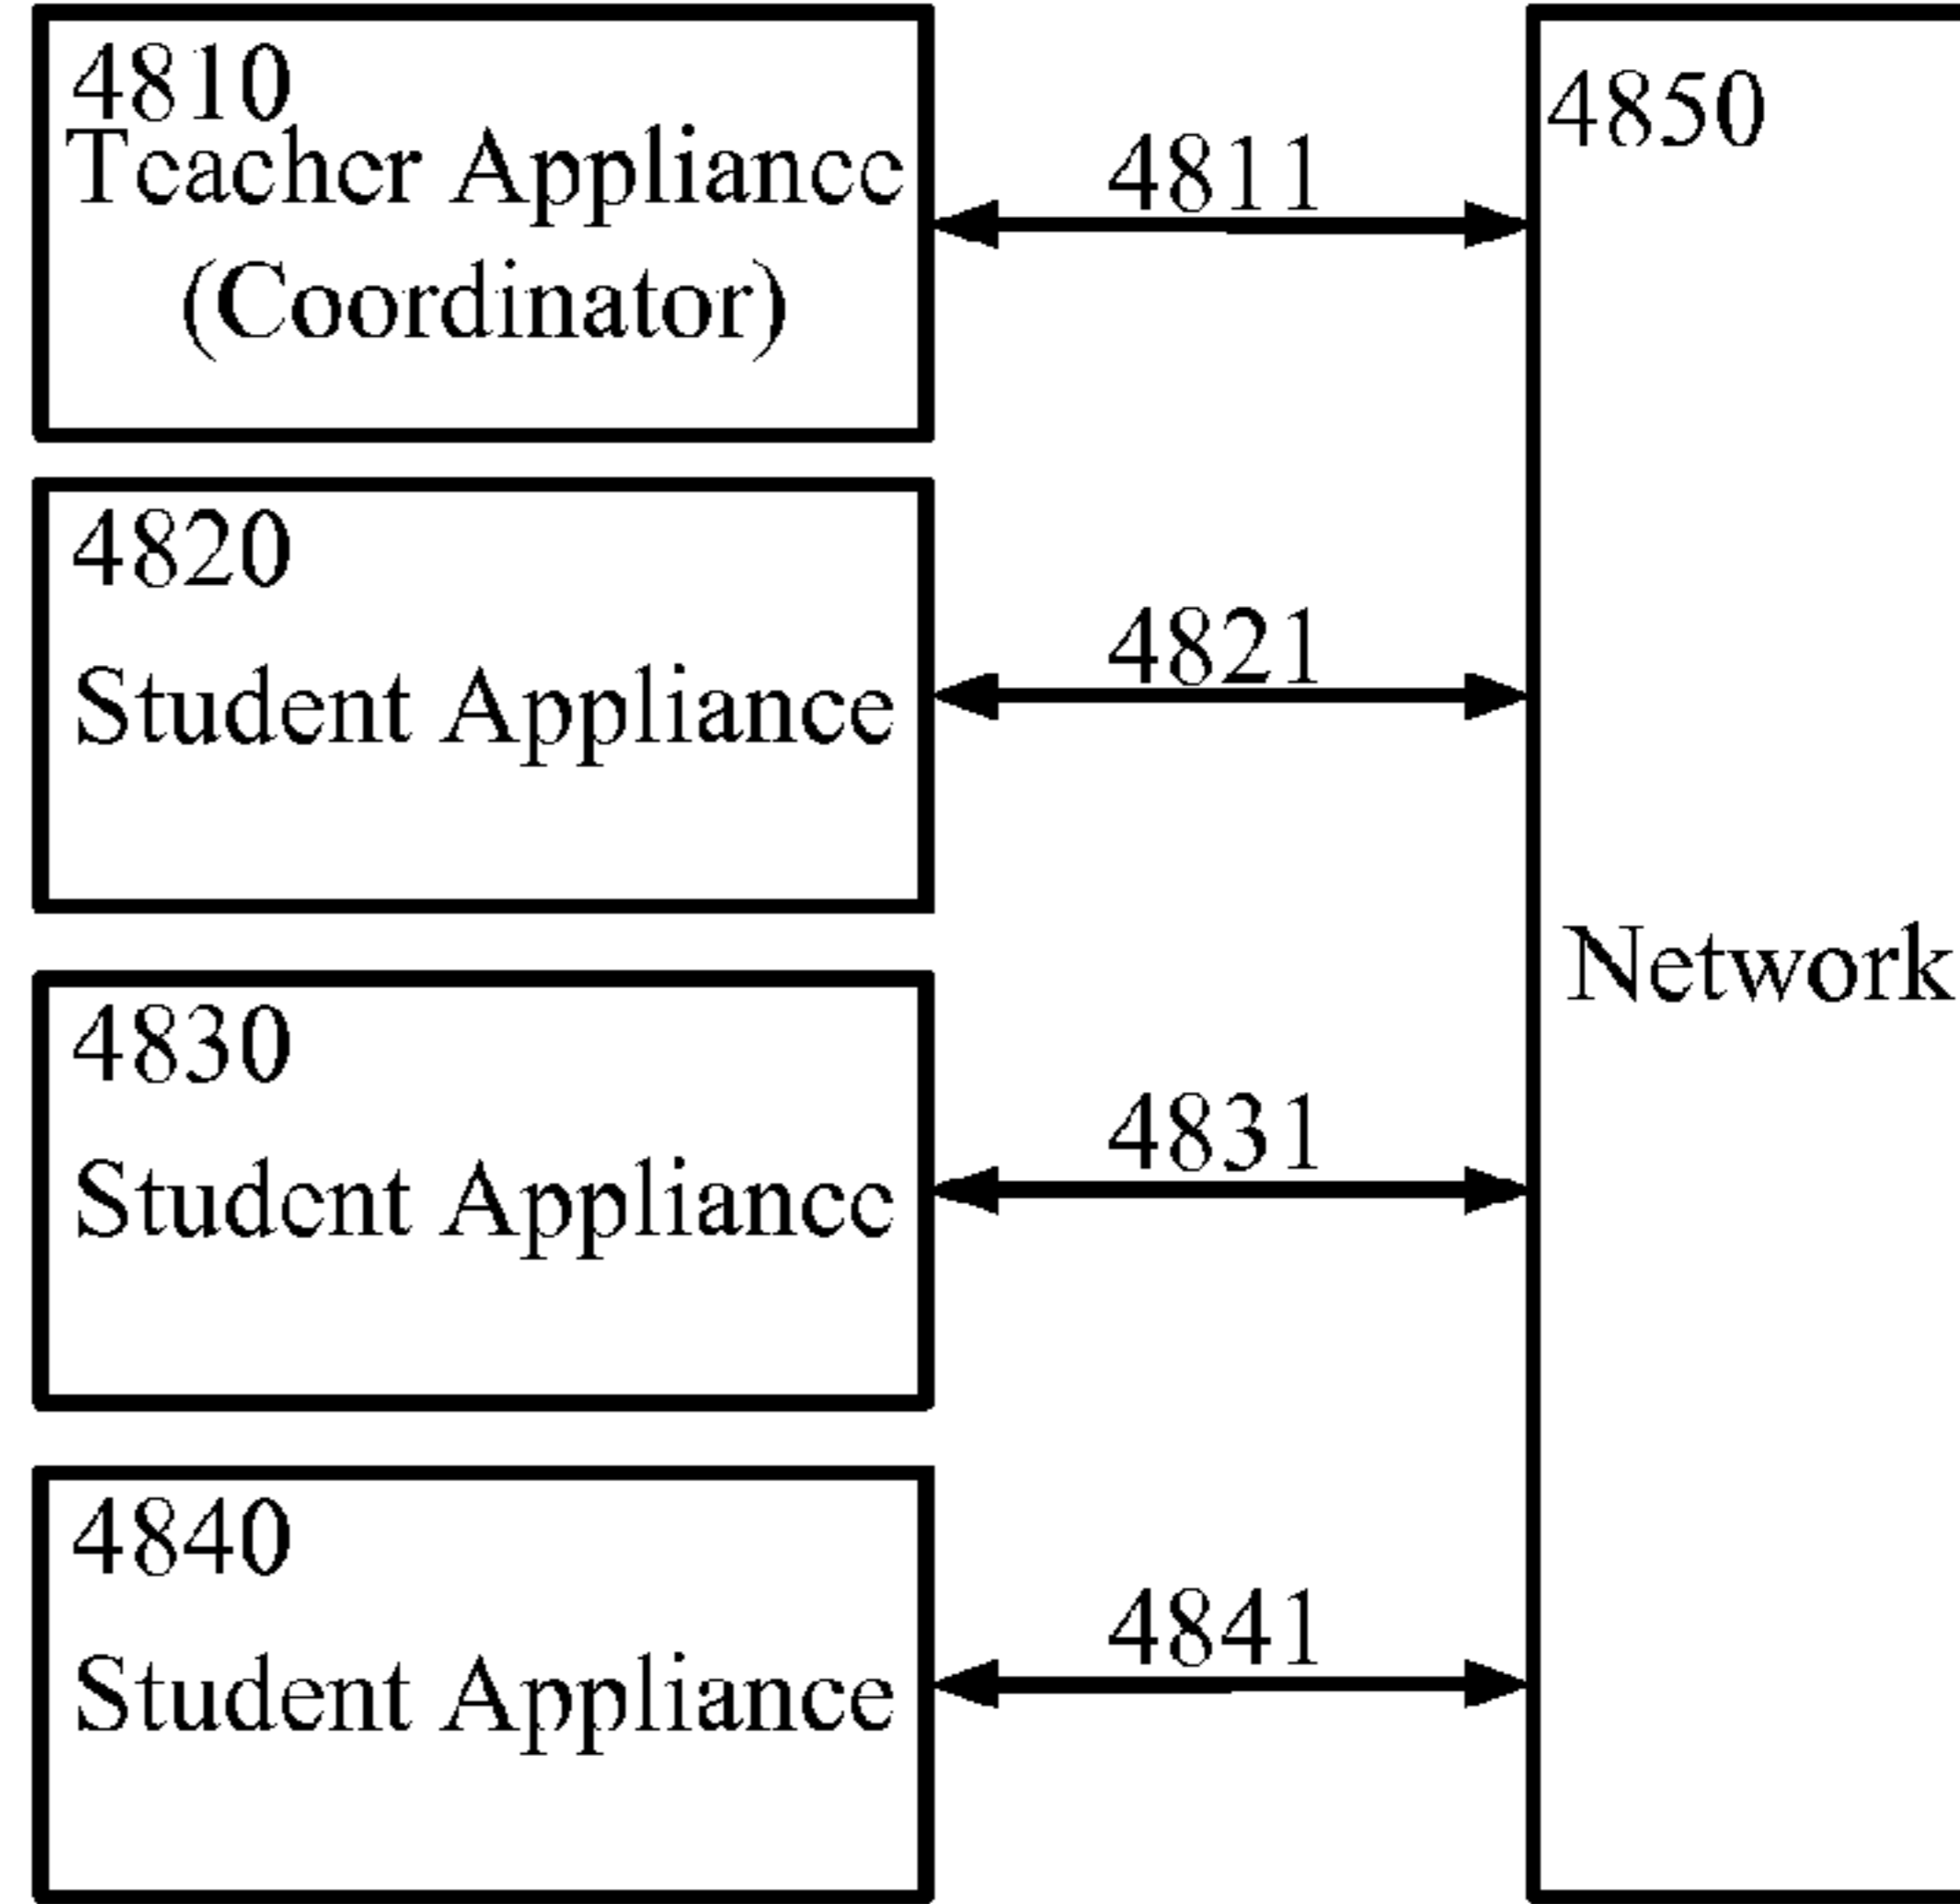 4810
Teacher Appliance
(Coordinator)
4811
4850
4820
Student Appliance
4821
Network
4830
Student Appliance
4831
4840
Student Appliance
4841